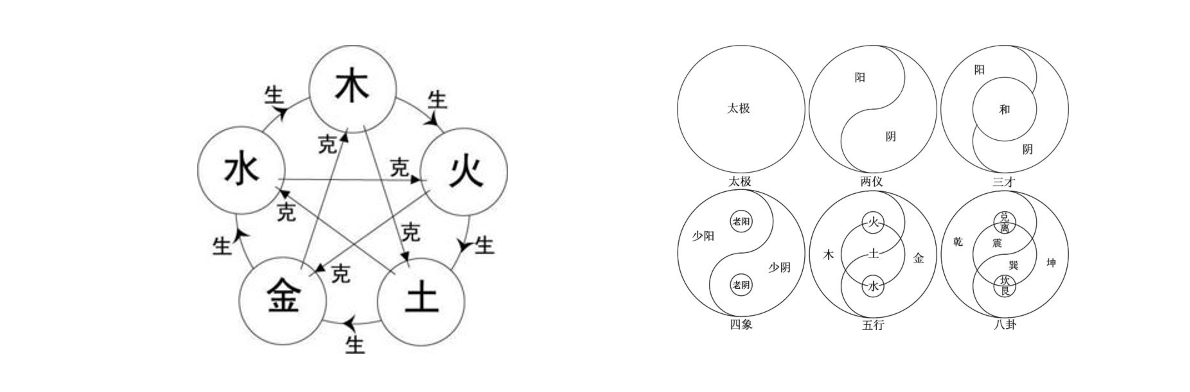 木
生
生
克
水
克
火
克
克
生
克
生
金
土
生
太极
阳
阴
阳
和
阴
太极
两仪
三才
老阳
少阳
少阴
老阴
火
木
土
金
水
兑
离
乾
震
巽
坤
坎
艮
四象
五行
八卦